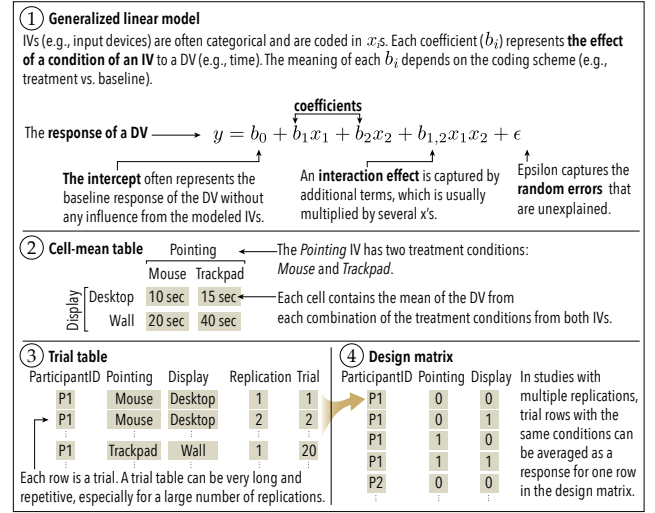 ① Generalized linear model
IVs (e.g., input devices) are often categorical and are coded in xᵢs. Each coefficient (bᵢ) represents the effect
of a condition of an IV to a DV (e.g., time). The meaning of each bᵢ depends on the coding scheme (e.g.,
treatment vs. baseline).
coefficients
The response of a DV y = b₀ + b₁x₁ + b₂x₂ + b₁,₂x₁x₂ + ϵ
The intercept often represents the
baseline response of the DV without
any influence from the modeled IVs.
An interaction effect is captured by
additional terms, which is usually
multiplied by several x's.
Epsilon captures the
random errors that
are unexplained.
② Cell-mean table
Pointing
Mouse Trackpad
Display
Desktop 10 sec 15 sec
Wall 20 sec 40 sec
The Pointing IV has two treatment conditions:
Mouse and Trackpad.
Each cell contains the mean of the DV from
each combination of the treatment conditions from both IVs.
③ Trial table
ParticipantID Pointing Display Replication Trial
P1 Mouse Desktop 1 1
P1 Mouse Desktop 2 2
P1 Trackpad Wall 1 20
Each row is a trial. A trial table can be very long and
repetitive, especially for a large number of replications.
④ Design matrix
ParticipantID Pointing Display
P1 0 0
P1 0 1
P1 1 0
P1 1 1
P2 0 0
In studies with
multiple replications,
trial rows with the
same conditions can
be averaged as a
response for one row
in the design matrix.